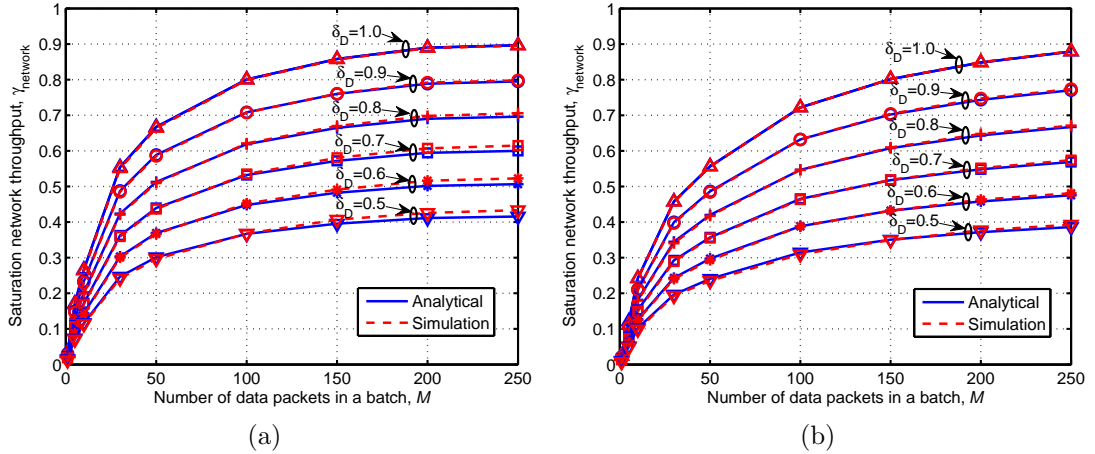 1
0.9
0.8
0.7
0.6
0.5
0.4
0.3
0.2
0.1
0
Saturation network throughput, γnetwork
δD=1.0
δD=0.9
δD=0.8
δD=0.7
δD=0.6
δD=0.5
Analytical
Simulation
0 50 100 150 200 250
Number of data packets in a batch, M
(a)
1
0.9
0.8
0.7
0.6
0.5
0.4
0.3
0.2
0.1
0
Saturation network throughput, γnetwork
δD=1.0
δD=0.9
δD=0.8
δD=0.7
δD=0.6
δD=0.5
Analytical
Simulation
0 50 100 150 200 250
Number of data packets in a batch, M
(b)